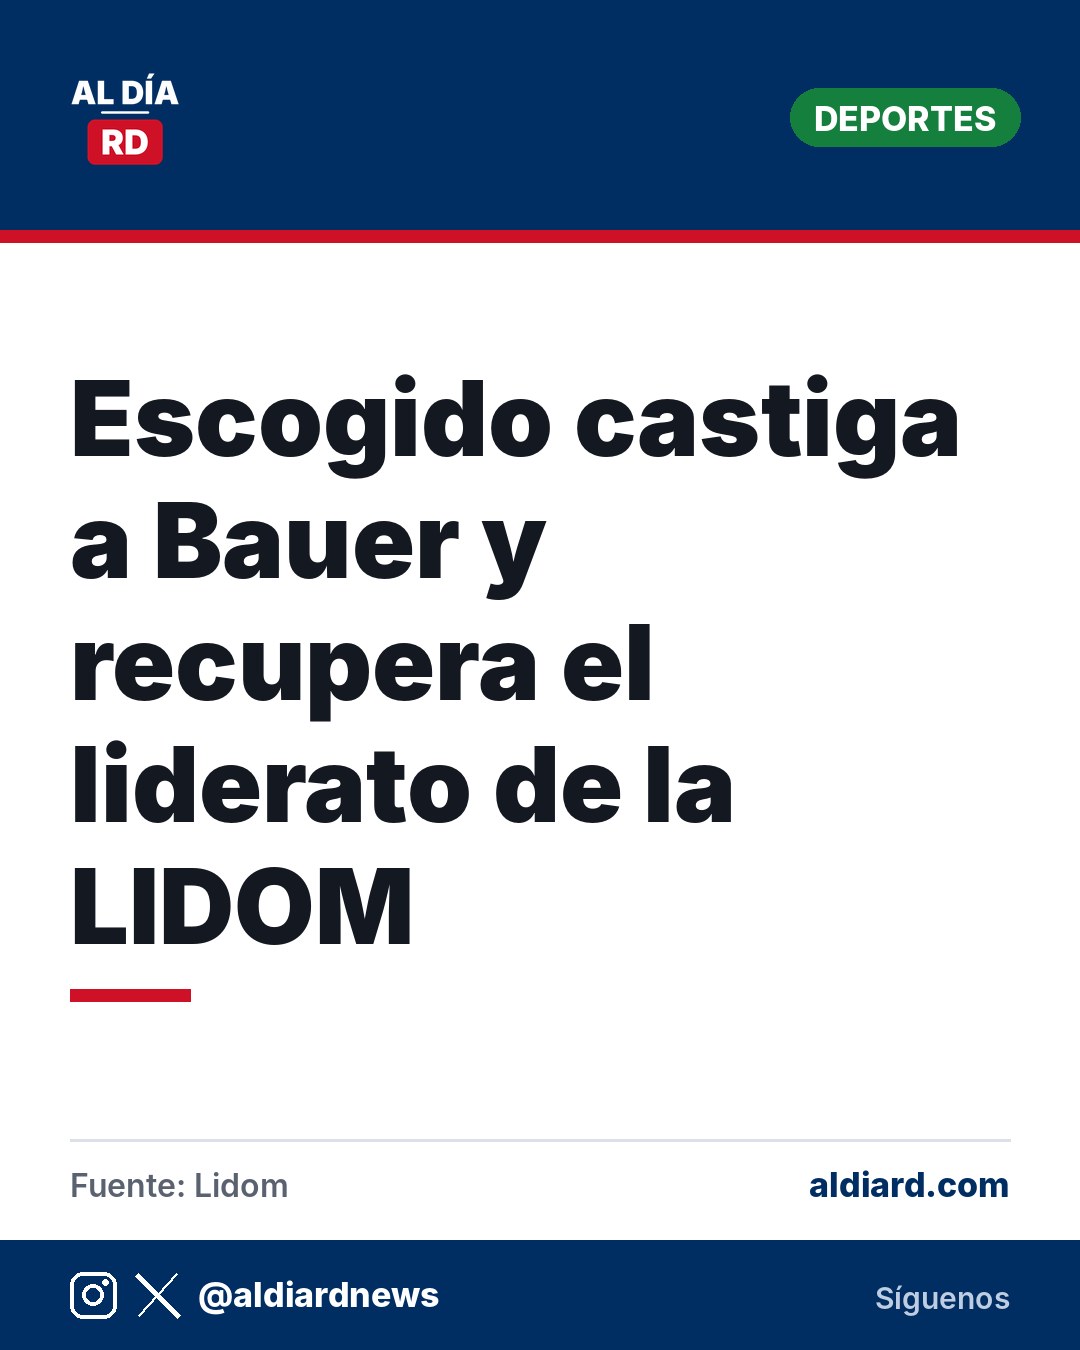 AL DÍA
RD
DEPORTES
Escogido castiga
a Bauer y
recupera el
liderato de la
LIDOM
Fuente: Lidom
aldiard.com
@aldiardnews
Síguenos